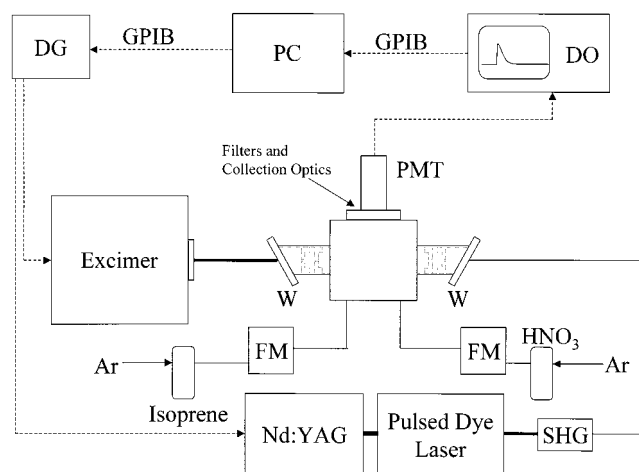 DG
GPIB
PC
GPIB
DO
Filters and
Collection Optics
PMT
Excimer
W
W
HNO₃
Ar
FM
FM
Ar
Isoprene
Nd:YAG
Pulsed Dye
Laser
SHG